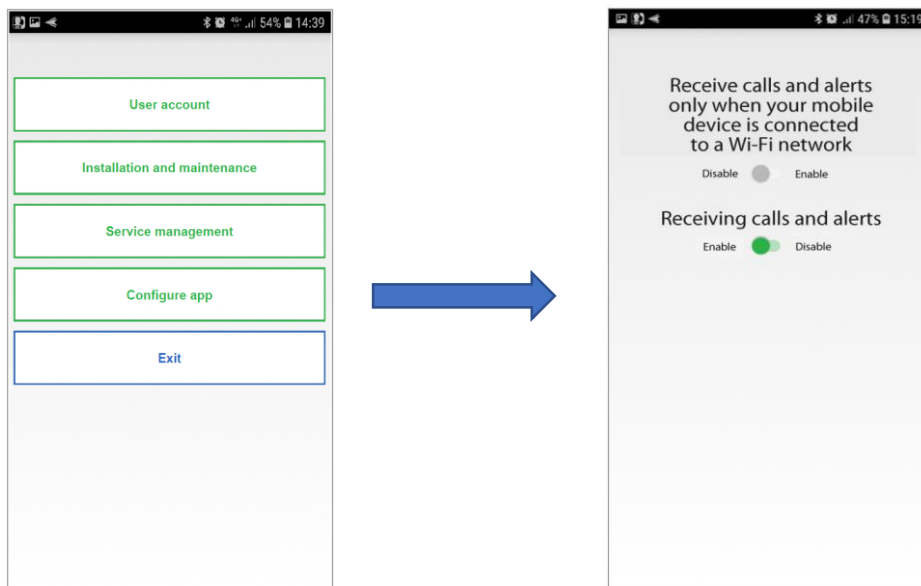 54% 14:39
User account
Installation and maintenance
Service management
Configure app
Exit
47% 15:19
Receive calls and alerts
only when your mobile
device is connected
to a Wi-Fi network
Disable Enable
Receiving calls and alerts
Enable Disable